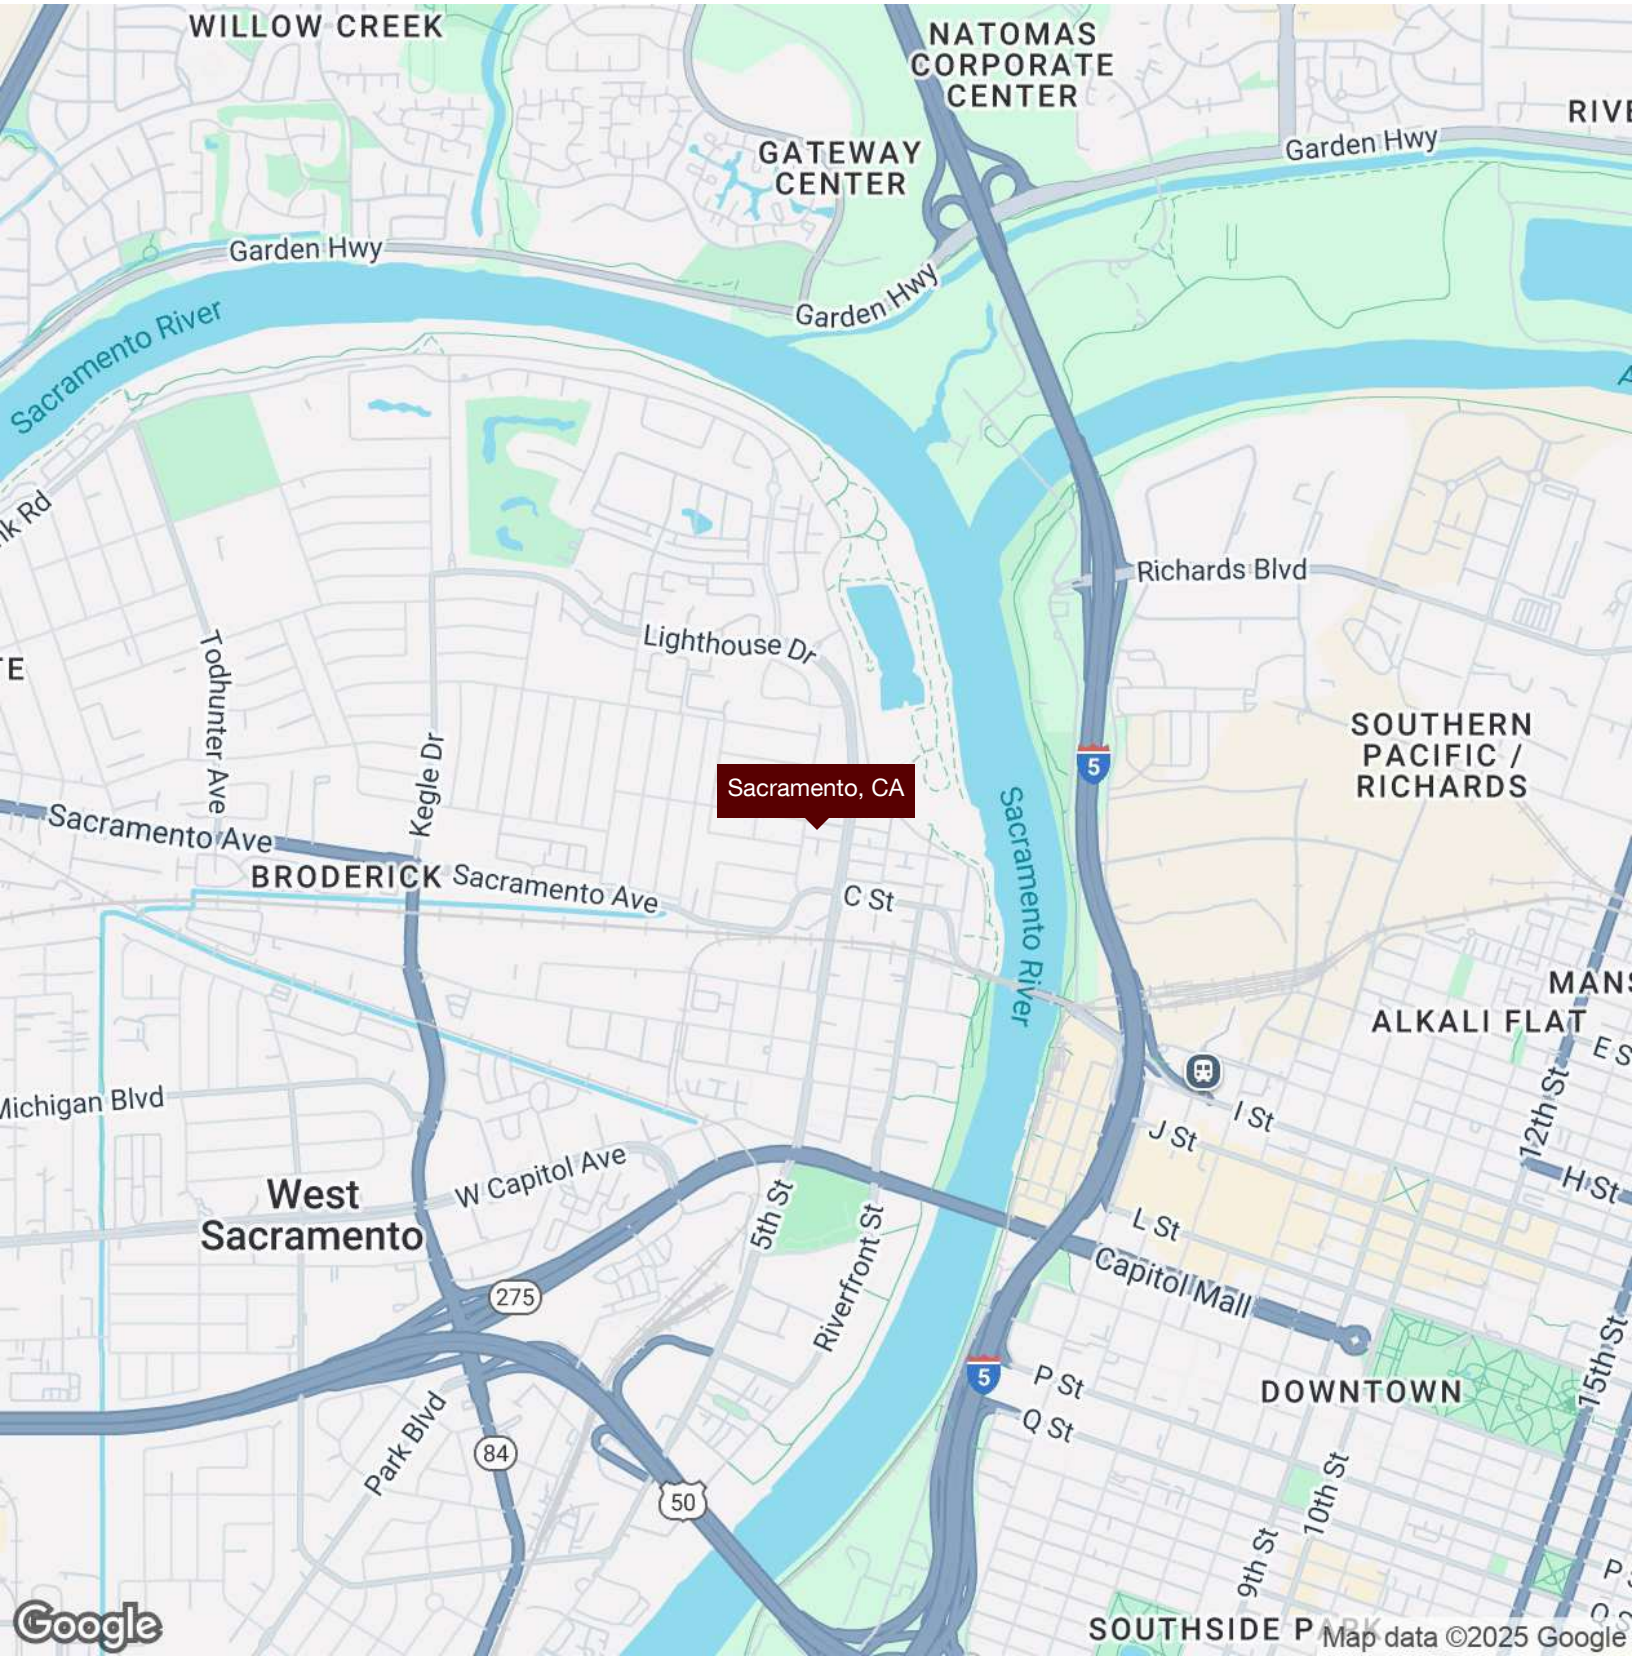 WILLOW CREEK
NATOMAS
CORPORATE
CENTER
RIVE
GATEWAY
CENTER
Garden Hwy
Garden Hwy
Garden Hwy
Sacramento River
A
nk Rd
Richards Blvd
Lighthouse Dr
TE
Todhunter Ave
Kegle Dr
SOUTHERN
PACIFIC /
RICHARDS
5
Sacramento, CA
Sacramento River
Sacramento Ave
BRODERICK
Sacramento Ave
C St
MANS
ALKALI FLAT
E S
12th St
Michigan Blvd
I St
J St
H St
W Capitol Ave
West
Sacramento
5th St
Riverfront St
L St
Capitol Mall
275
15th St
5
P St
DOWNTOWN
Q St
Park Blvd
84
50
10th St
9th St
P S
Q S
Google
SOUTHSIDE PARK
Map data ©2025 Google